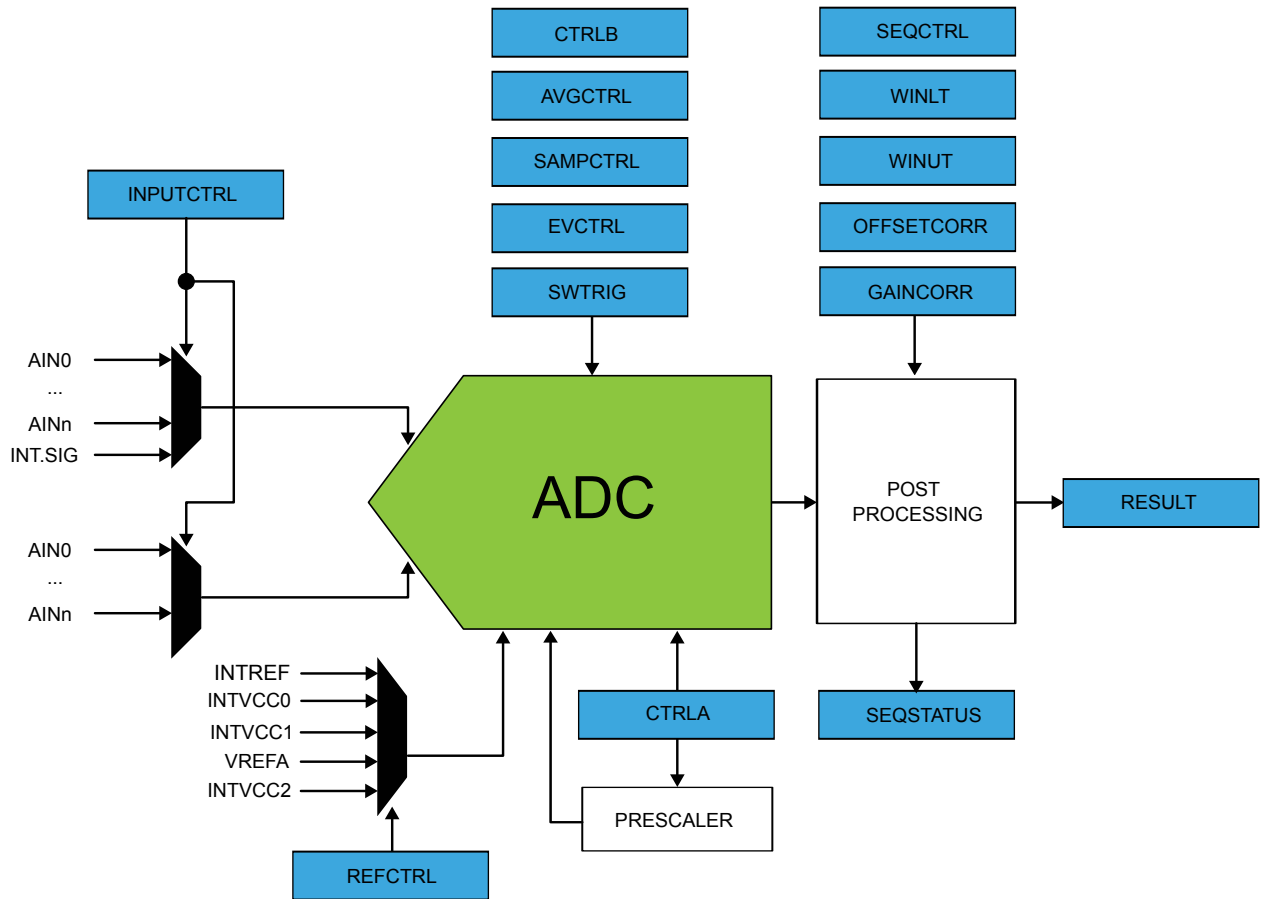 CTRLB
AVGCTRL
SAMPCTRL
EVCTRL
SWTRIG
SEQCTRL
WINLT
WINUT
OFFSETCORR
GAINCORR
INPUTCTRL
AIN0
...
AINn
INT.SIG
AIN0
...
AINn
ADC
POST
PROCESSING
RESULT
INTREF
INTVCC0
INTVCC1
VREFA
INTVCC2
CTRLA
SEQSTATUS
PRESCALER
REFCTRL